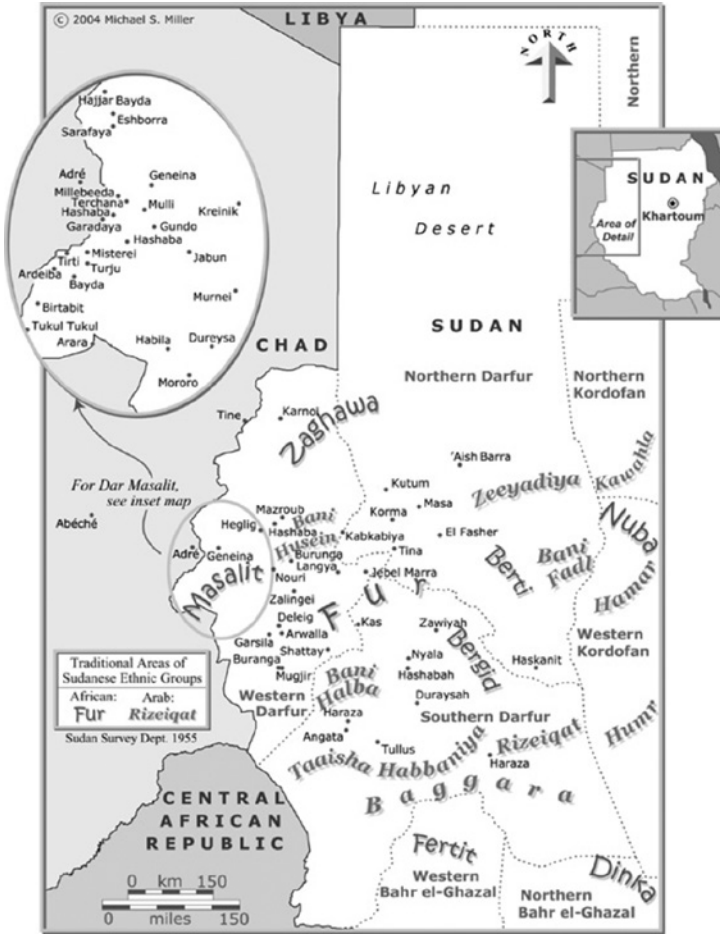 © 2004 Michael S. Miller
LIBYA
NORTH
Northern
Hajjar Bayda
Eshborra
Sarafaya
Adré
Geneina
Millebeeda
Terchana
Mulli
Kreinik
Hashaba
Garadaya
Gundo
Hashaba
Misterei
Jabun
Tirti
Turju
Ardeiba
Bayda
Murnei
Birtabit
Tukul Tukul
Arara
Habila
Dureysa
Mororo
SUDAN
Khartoum
Area of
Detail
Libyan
Desert
SUDAN
CHAD
Northern Darfur
Northern
Kordofan
Tine
Karnoi
Zaghawa
'Aish Barra
Kutum
Zeeyadiya
Kawahla
For Dar Masalit,
see inset map
Abéché
Masa
Korma
Mazroub
Heglig
Hashaba
Bani
Husein
Kabkabiya
El Fasher
Nuba
Adré
Geneina
Burunga
Langya
Tina
Berti
Bani
Fadl
Masalit
Nouri
Jebel Marra
Hamar
Zalingei
Fur
Deleig
Kas
Zawiyah
Garsila
Arwalla
Bergid
Western
Kordofan
Buranga
Shattay
Nyala
Haskanit
Mugjir
Bani
Halba
Hashabah
Traditional Areas of
Sudanese Ethnic Groups
African:
Arab:
Fur
Rizeiqat
Sudan Survey Dept. 1955
Western
Darfur
Duraysah
Haraza
Southern Darfur
Humr
Angata
Tullus
Rizeiqat
Taaisha
Habbaniya
Haraza
Baggara
CENTRAL
AFRICAN
REPUBLIC
Fertit
Western
Bahr el-Ghazal
Dinka
Northern
Bahr el-Ghazal
0 km 150
0 miles 150